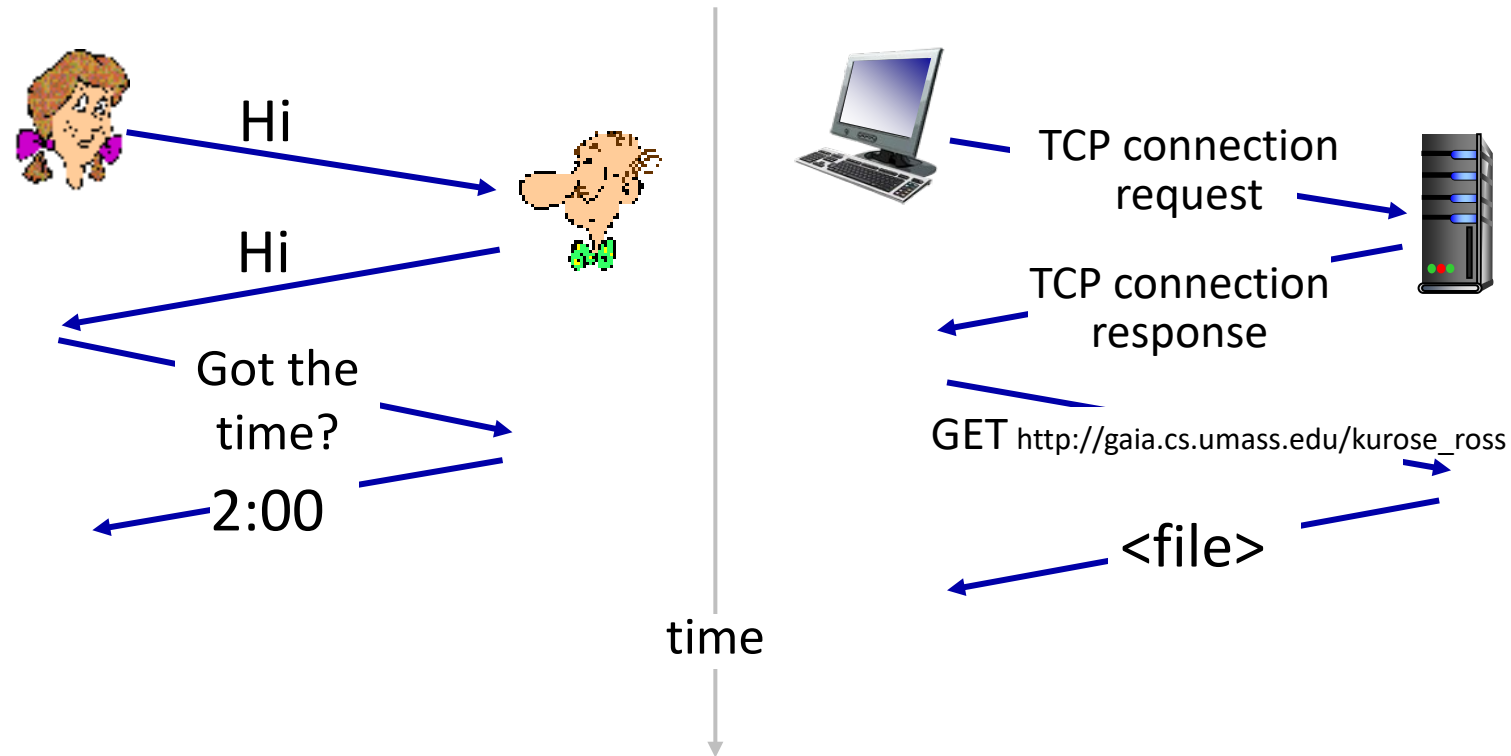 Hi
Hi
Got the
time?
2:00
TCP connection
request
TCP connection
response
GET http://gaia.cs.umass.edu/kurose_ross
<file>
time